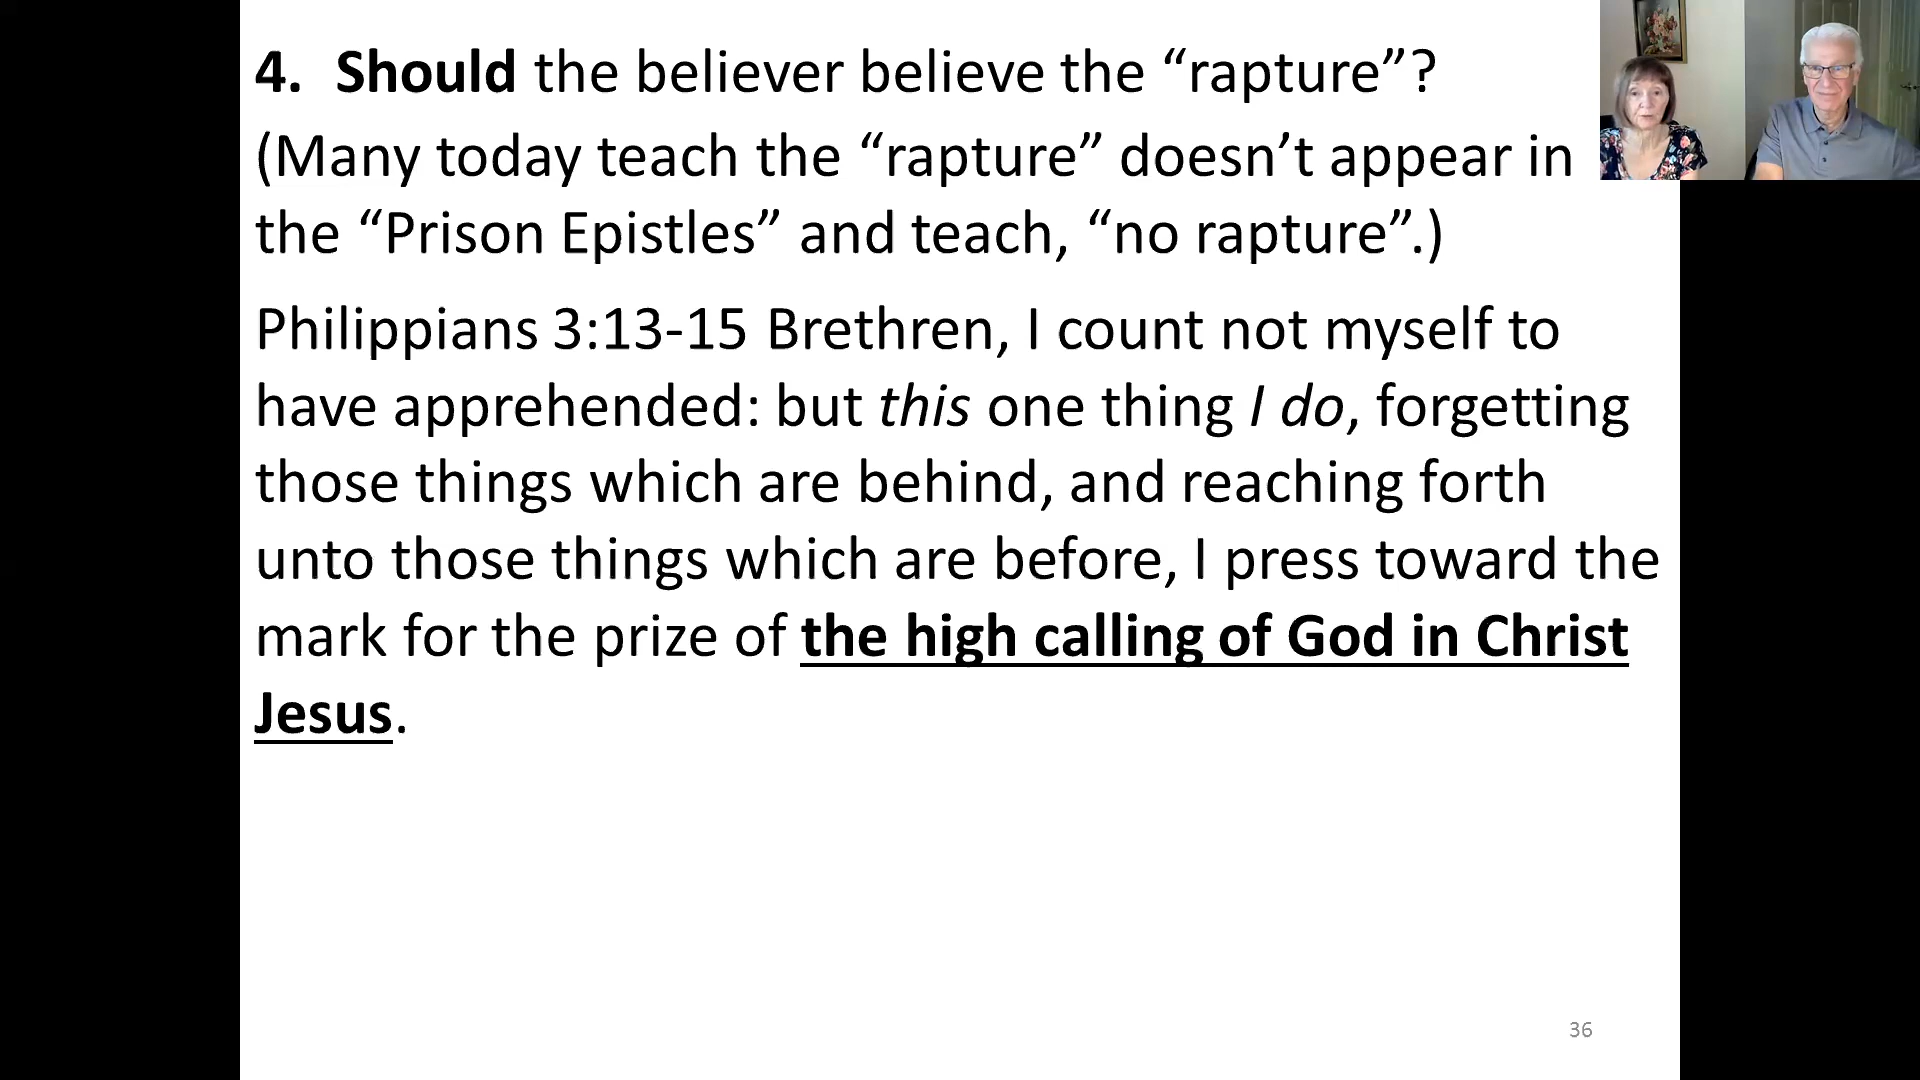 4. Should the believer believe the “rapture”?
(Many today teach the “rapture” doesn’t appear in
the “Prison Epistles” and teach, “no rapture”.)
Philippians 3:13-15 Brethren, I count not myself to
have apprehended: but this one thing I do, forgetting
those things which are behind, and reaching forth
unto those things which are before, I press toward the
mark for the prize of the high calling of God in Christ
Jesus.
36